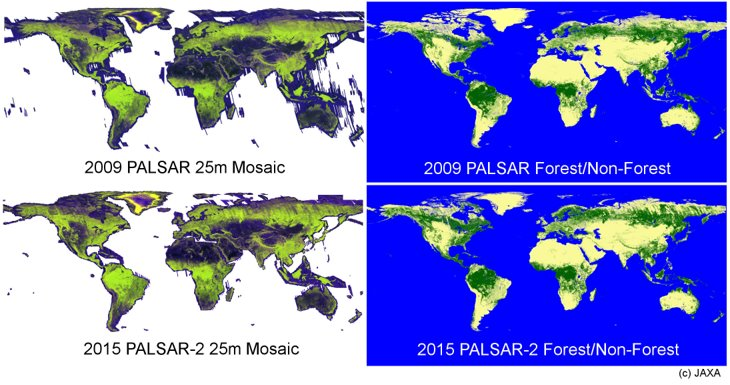 2009 PALSAR 25m Mosaic
2009 PALSAR Forest/Non-Forest
2015 PALSAR-2 25m Mosaic
2015 PALSAR-2 Forest/Non-Forest
(c) JAXA